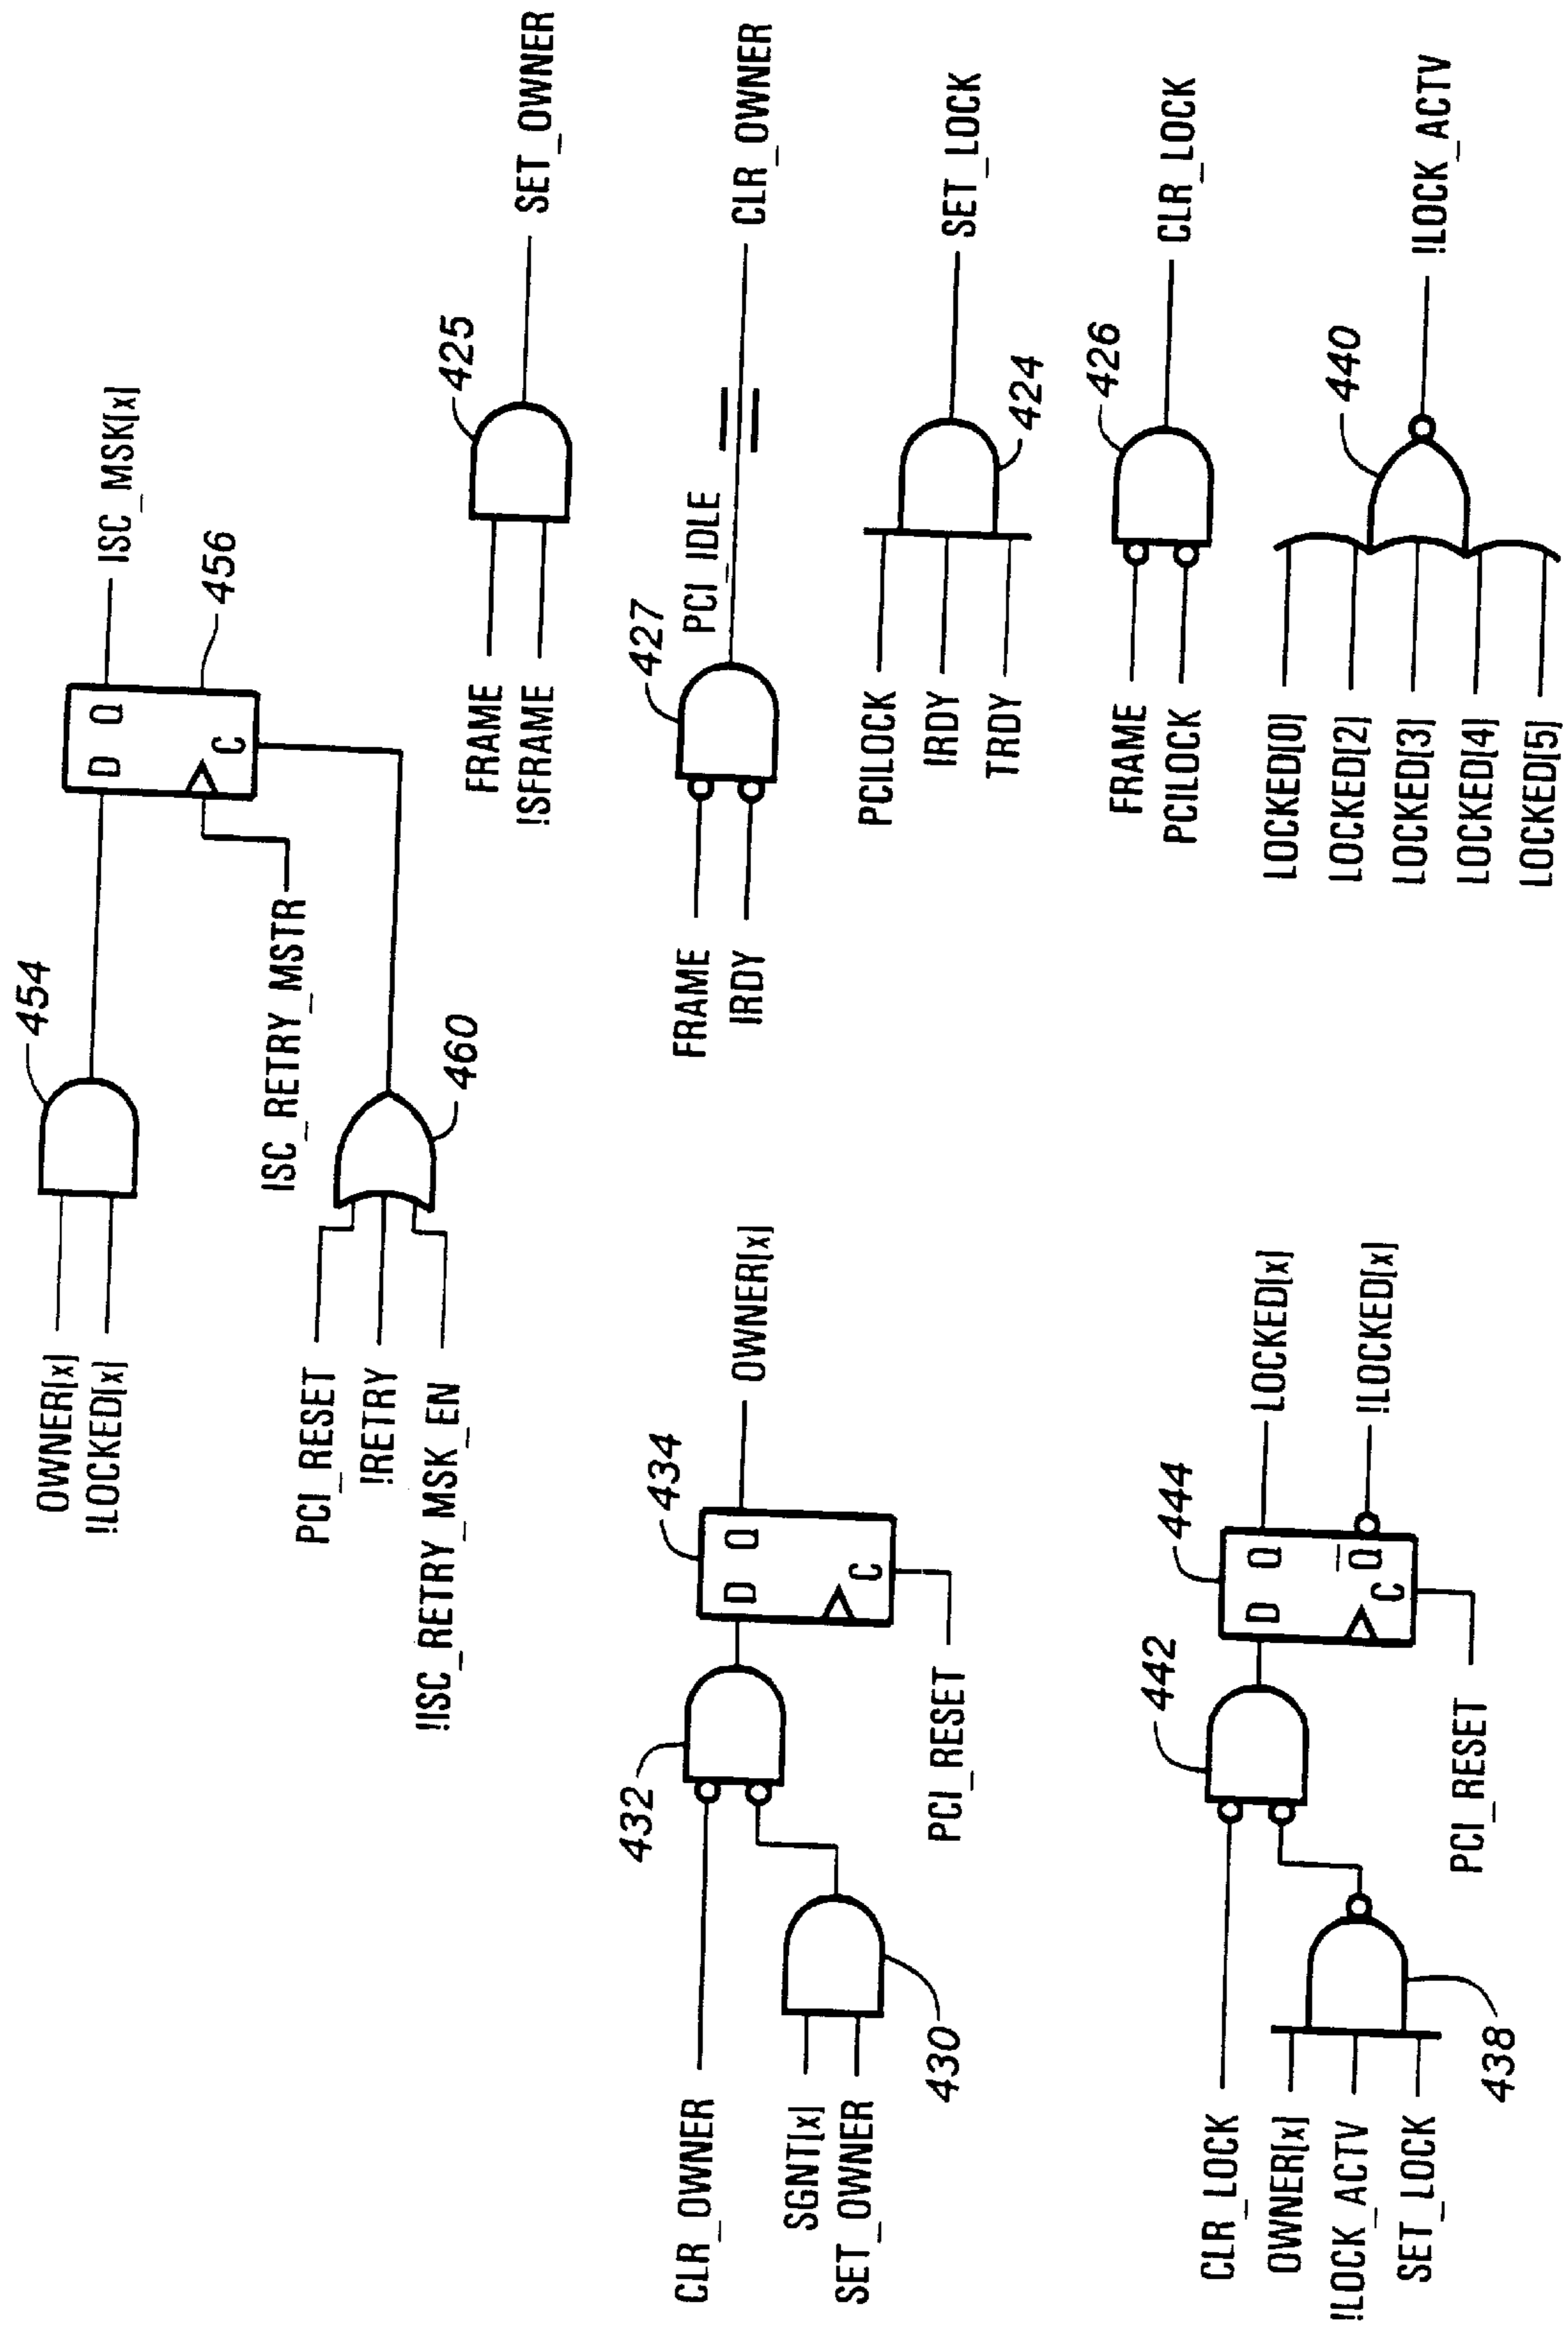 OWNER[x]
!LOCKED[x]
454
D
Q
C
ISC_MSK[x]
456
ISC_RETRY_MSTR
PCI_RESET
!RETRY
!ISC_RETRY_MSK_EN
460
FRAME
!SFRAME
425
SET_OWNER
FRAME
IRDY
427
PCI_IDLE
CLR_OWNER
PCILOCK
IRDY
TRDY
424
SET_LOCK
FRAME
PCILOCK
426
CLR_LOCK
LOCKED[0]
LOCKED[2]
LOCKED[3]
LOCKED[4]
LOCKED[5]
440
!LOCK_ACTV
CLR_OWNER
SGNT[x]
SET_OWNER
430
432
D
Q
C
434
OWNER[x]
PCI_RESET
CLR_LOCK
OWNER[x]
!LOCK_ACTV
SET_LOCK
438
442
D
Q
Q
C
444
LOCKED[x]
!LOCKED[x]
PCI_RESET